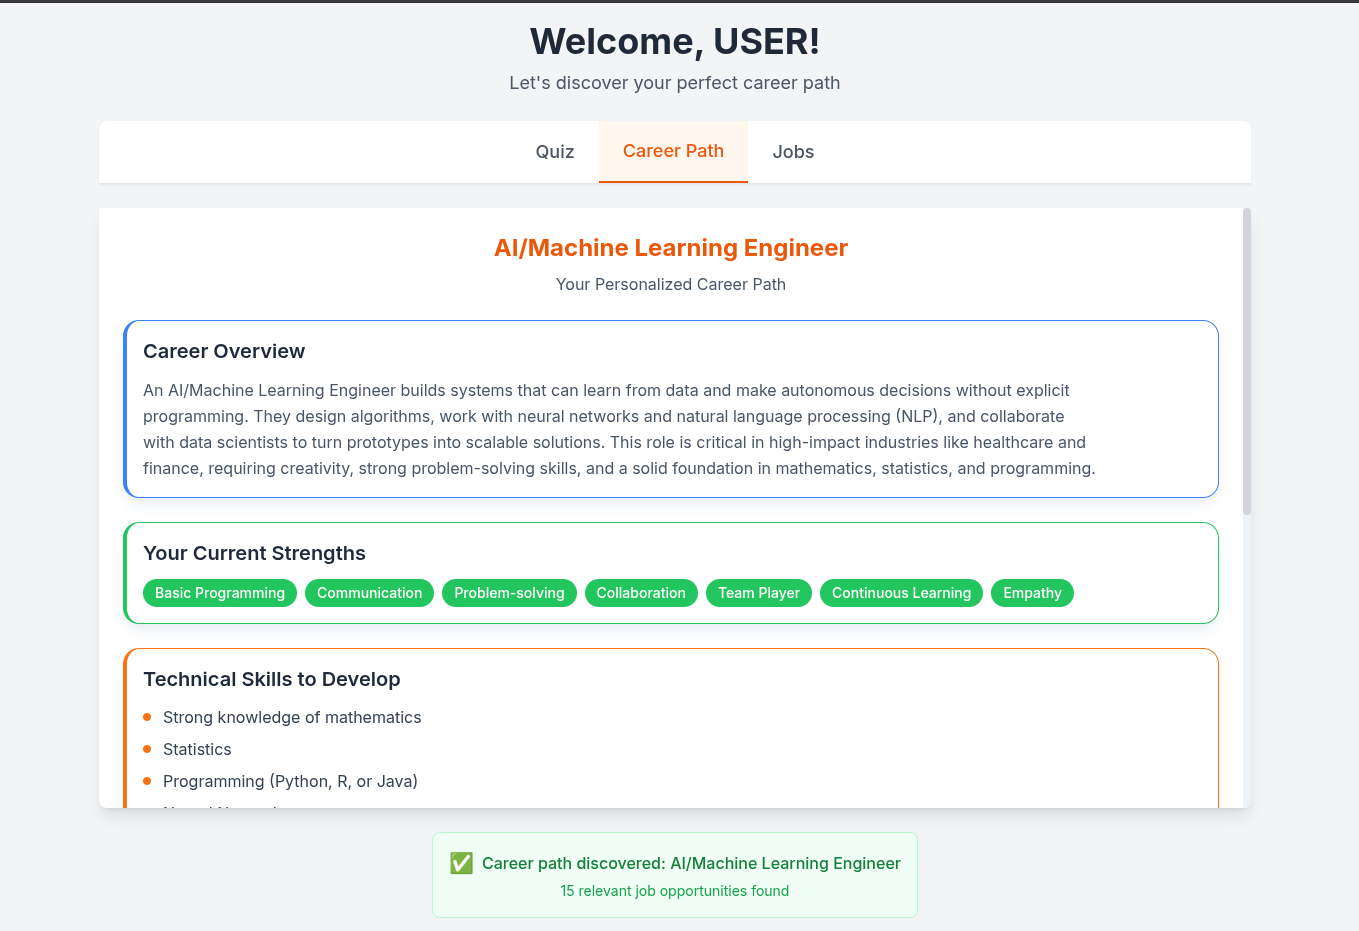 Welcome, USER!
Let's discover your perfect career path
Quiz
Career Path
Jobs
AI/Machine Learning Engineer
Your Personalized Career Path
Career Overview
An AI/Machine Learning Engineer builds systems that can learn from data and make autonomous decisions without explicit
programming. They design algorithms, work with neural networks and natural language processing (NLP), and collaborate
with data scientists to turn prototypes into scalable solutions. This role is critical in high-impact industries like healthcare and
finance, requiring creativity, strong problem-solving skills, and a solid foundation in mathematics, statistics, and programming.
Your Current Strengths
Basic Programming
Communication
Problem-solving
Collaboration
Team Player
Continuous Learning
Empathy
Technical Skills to Develop
Strong knowledge of mathematics
Statistics
Programming (Python, R, or Java)
Career path discovered: AI/Machine Learning Engineer
15 relevant job opportunities found